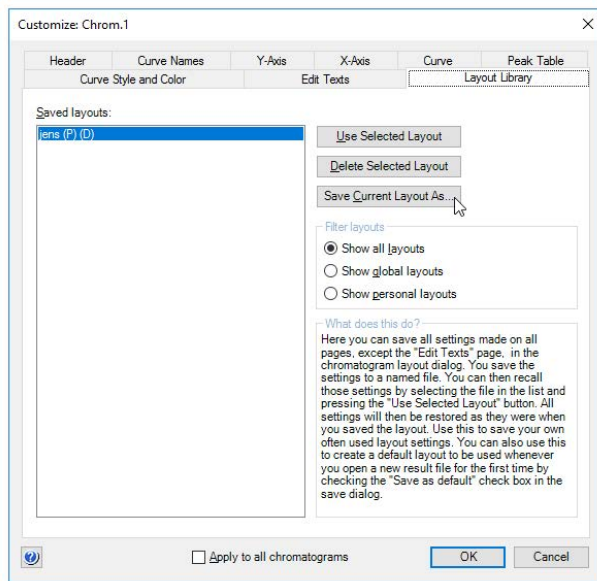 Customize: Chrom.1
Header Curve Names Y-Axis X-Axis Curve Peak Table
Curve Style and Color Edit Texts Layout Library
Saved layouts:
jens (P) (D)
Use Selected Layout
Delete Selected Layout
Save Current Layout As...
Filter layouts
Show all layouts
Show global layouts
Show personal layouts
What does this do?
Here you can save all settings made on all
pages, except the "Edit Texts" page, in the
chromatogram layout dialog. You save the
settings to a named file. You can then recall
those settings by selecting the file in the list and
pressing the "Use Selected Layout" button. All
settings will then be restored as they were when
you saved the layout. Use this to save your own
often used layout settings. You can also use this
to create a default layout to be used whenever
you open a new result file for the first time by
checking the "Save as default" check box in the
save dialog.
Apply to all chromatograms
OK
Cancel